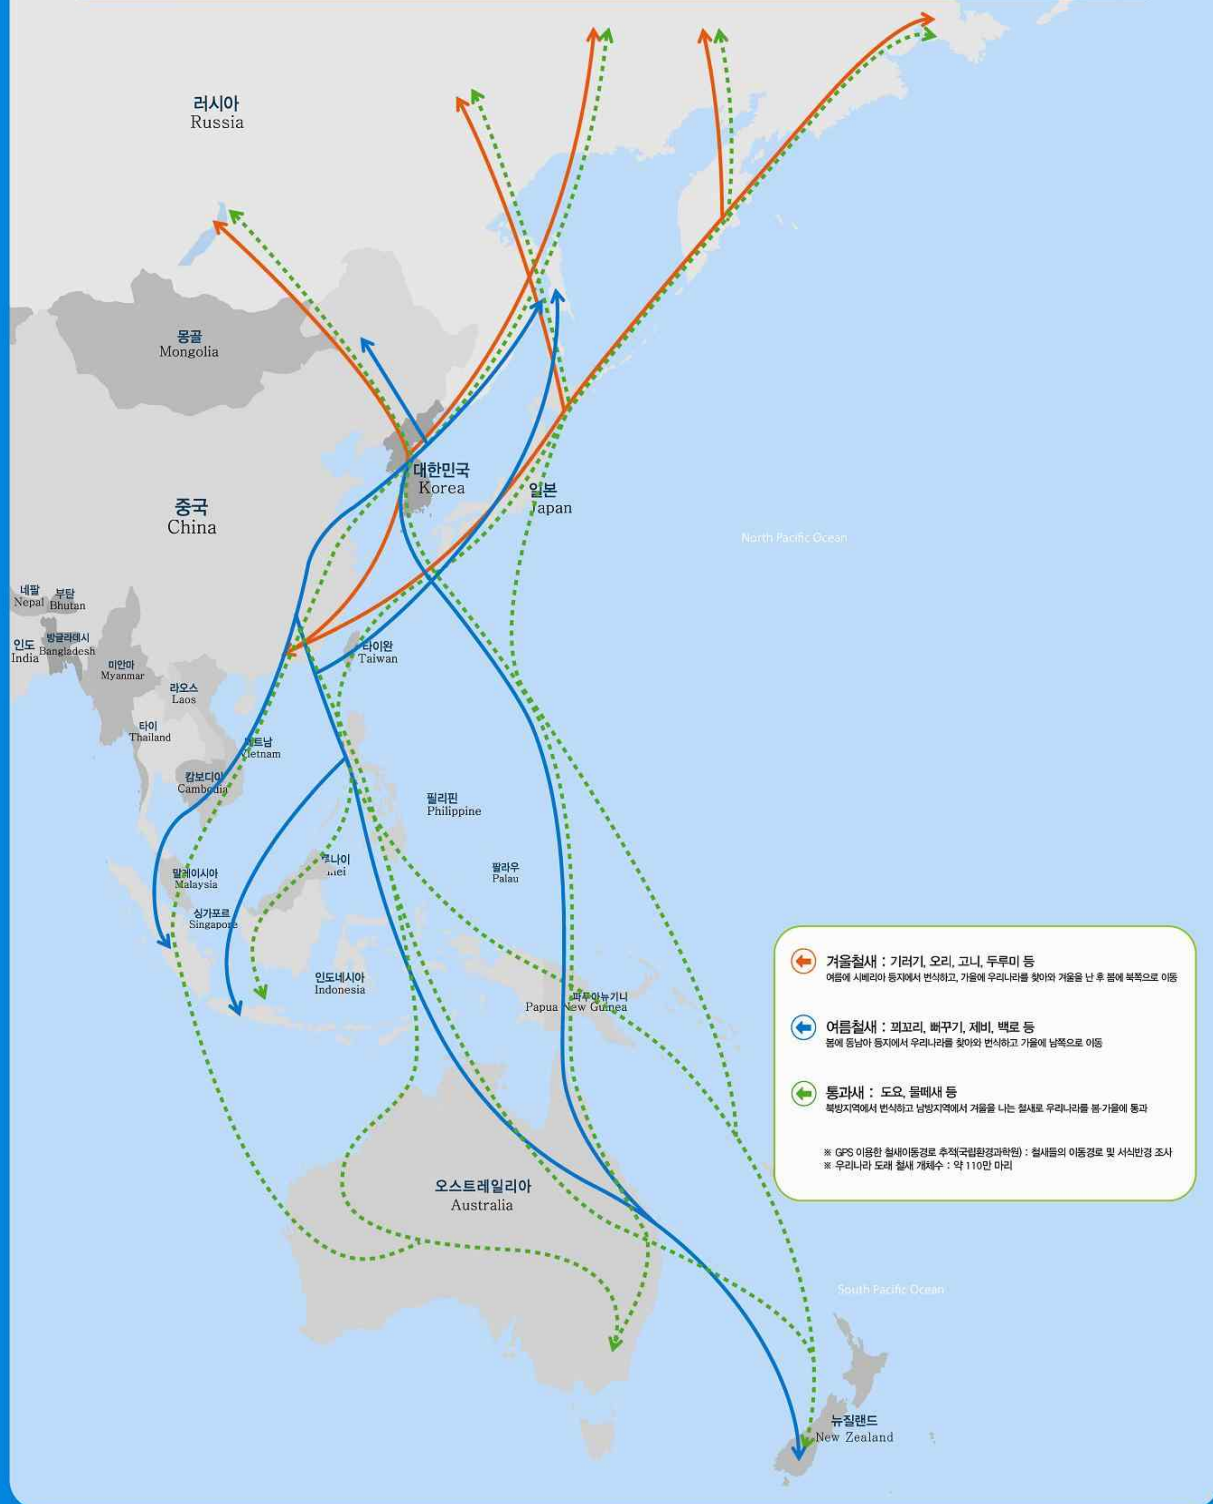 러시아
Russia
몽골
Mongolia
대한민국
Korea
일본
Japan
중국
China
North Pacific Ocean
네팔
Nepal
부탄
Bhutan
인도
India
방글라데시
Bangladesh
미얀마
Myanmar
라오스
Laos
타이완
Taiwan
타이
Thailand
캄보디아
Cambodia
필리핀
Philippine
팔라우
Palau
말레이시아
Malaysia
싱가포르
Singapore
인도네시아
Indonesia
파푸아뉴기니
Papua New Guinea
겨울철새 : 기러기, 오리, 고니, 두루미 등
여름에 시베리아 등지에서 번식하고, 가을에 우리나라를 찾아와 겨울을 난 후 봄에 북쪽으로 이동
여름철새 : 꾀꼬리, 뻐꾸기, 제비, 백로 등
봄에 동남아 등지에서 우리나라를 찾아와 번식하고 가을에 남쪽으로 이동
통과새 : 도요, 물떼새 등
북방지역에서 번식하고 남방지역에서 겨울을 나는 철새로 우리나라를 봄·가을에 통과
※ GPS 이용한 철새이동경로 추적(국립환경과학원) : 철새들의 이동경로 및 서식반경 조사
※ 우리나라 도래 철새 개체수 : 약 110만 마리
오스트레일리아
Australia
South Pacific Ocean
뉴질랜드
New Zealand